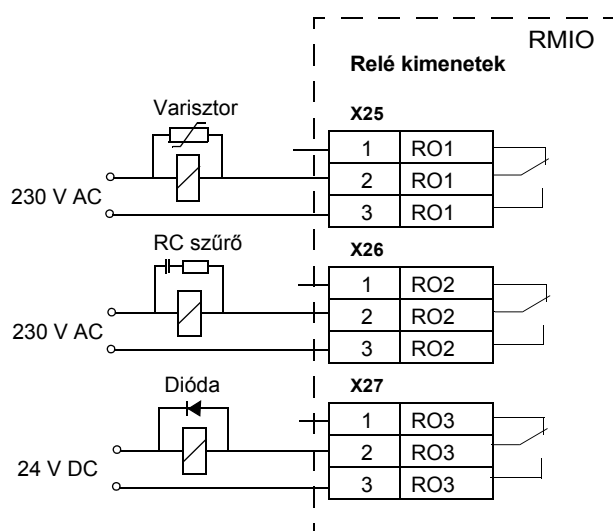 RMIO
Relé kimenetek
Varisztor
X25
1 RO1
2 RO1
230 V AC
3 RO1
RC szűrő
X26
1 RO2
2 RO2
230 V AC
3 RO2
Dióda
X27
1 RO3
2 RO3
24 V DC
3 RO3